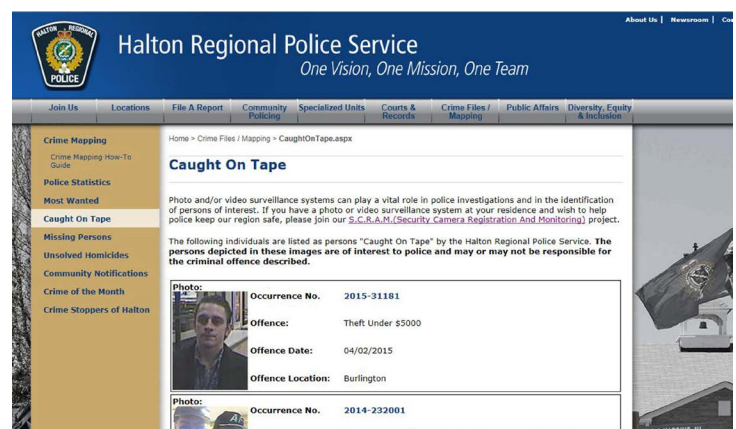 About Us | Newsroom |
HALTON REGIONAL
POLICE
Halton Regional Police Service
One Vision, One Mission, One Team
Join Us Locations File A Report Community Policing Specialized Units Courts & Records Crime Files / Mapping Public Affairs Diversity, Equity & Inclusion
Crime Mapping
Crime Mapping How-To
Guide
Police Statistics
Most Wanted
Caught On Tape
Missing Persons
Unsolved Homicides
Community Notifications
Crime of the Month
Crime Stoppers of Halton
Home > Crime Files / Mapping > CaughtOnTape.aspx
Caught On Tape
Photo and/or video surveillance systems can play a vital role in police investigations and in the identification
of persons of interest. If you have a photo or video surveillance system at your residence and wish to help
police keep our region safe, please join our S.C.R.A.M.(Security Camera Registration And Monitoring) project.
The following individuals are listed as persons "Caught On Tape" by the Halton Regional Police Service. The
persons depicted in these images are of interest to police and may or may not be responsible for
the criminal offence described.
Photo:
Occurrence No. 2015-31181
Offence: Theft Under $5000
Offence Date: 04/02/2015
Offence Location: Burlington
Photo:
Occurrence No. 2014-232001